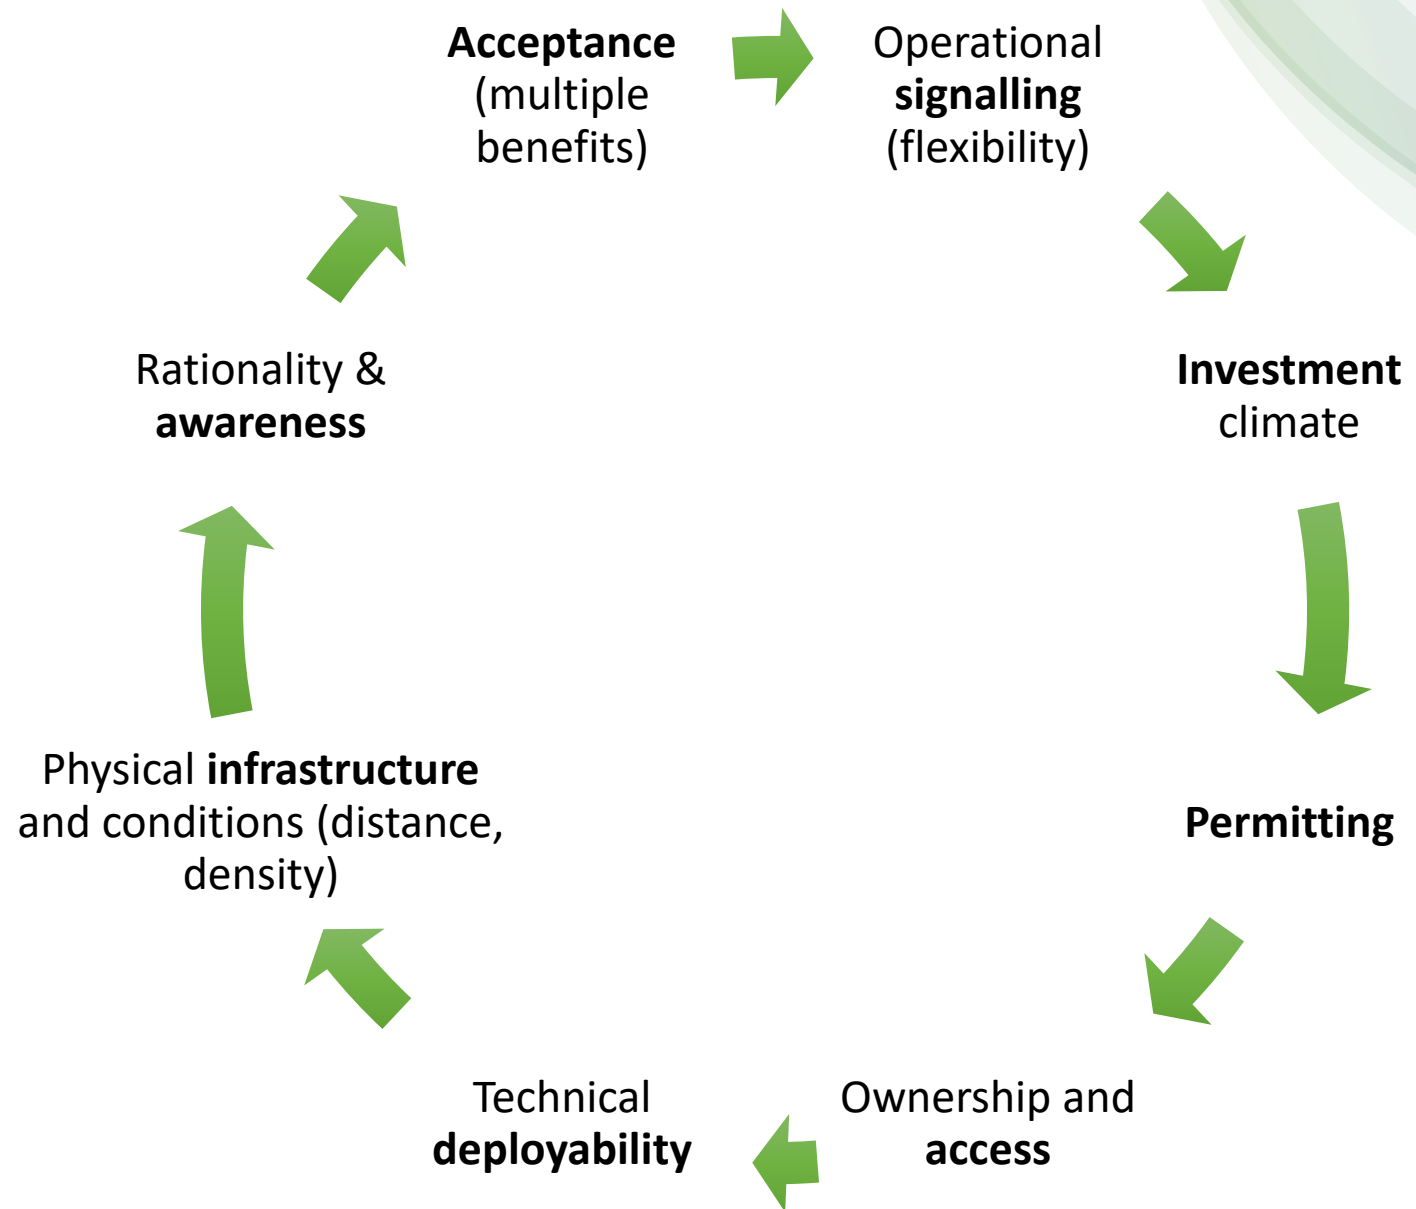 Acceptance
(multiple
benefits)
Operational
signalling
(flexibility)
Investment
climate
Permitting
Ownership and
access
Technical
deployability
Physical infrastructure
and conditions (distance,
density)
Rationality &
awareness